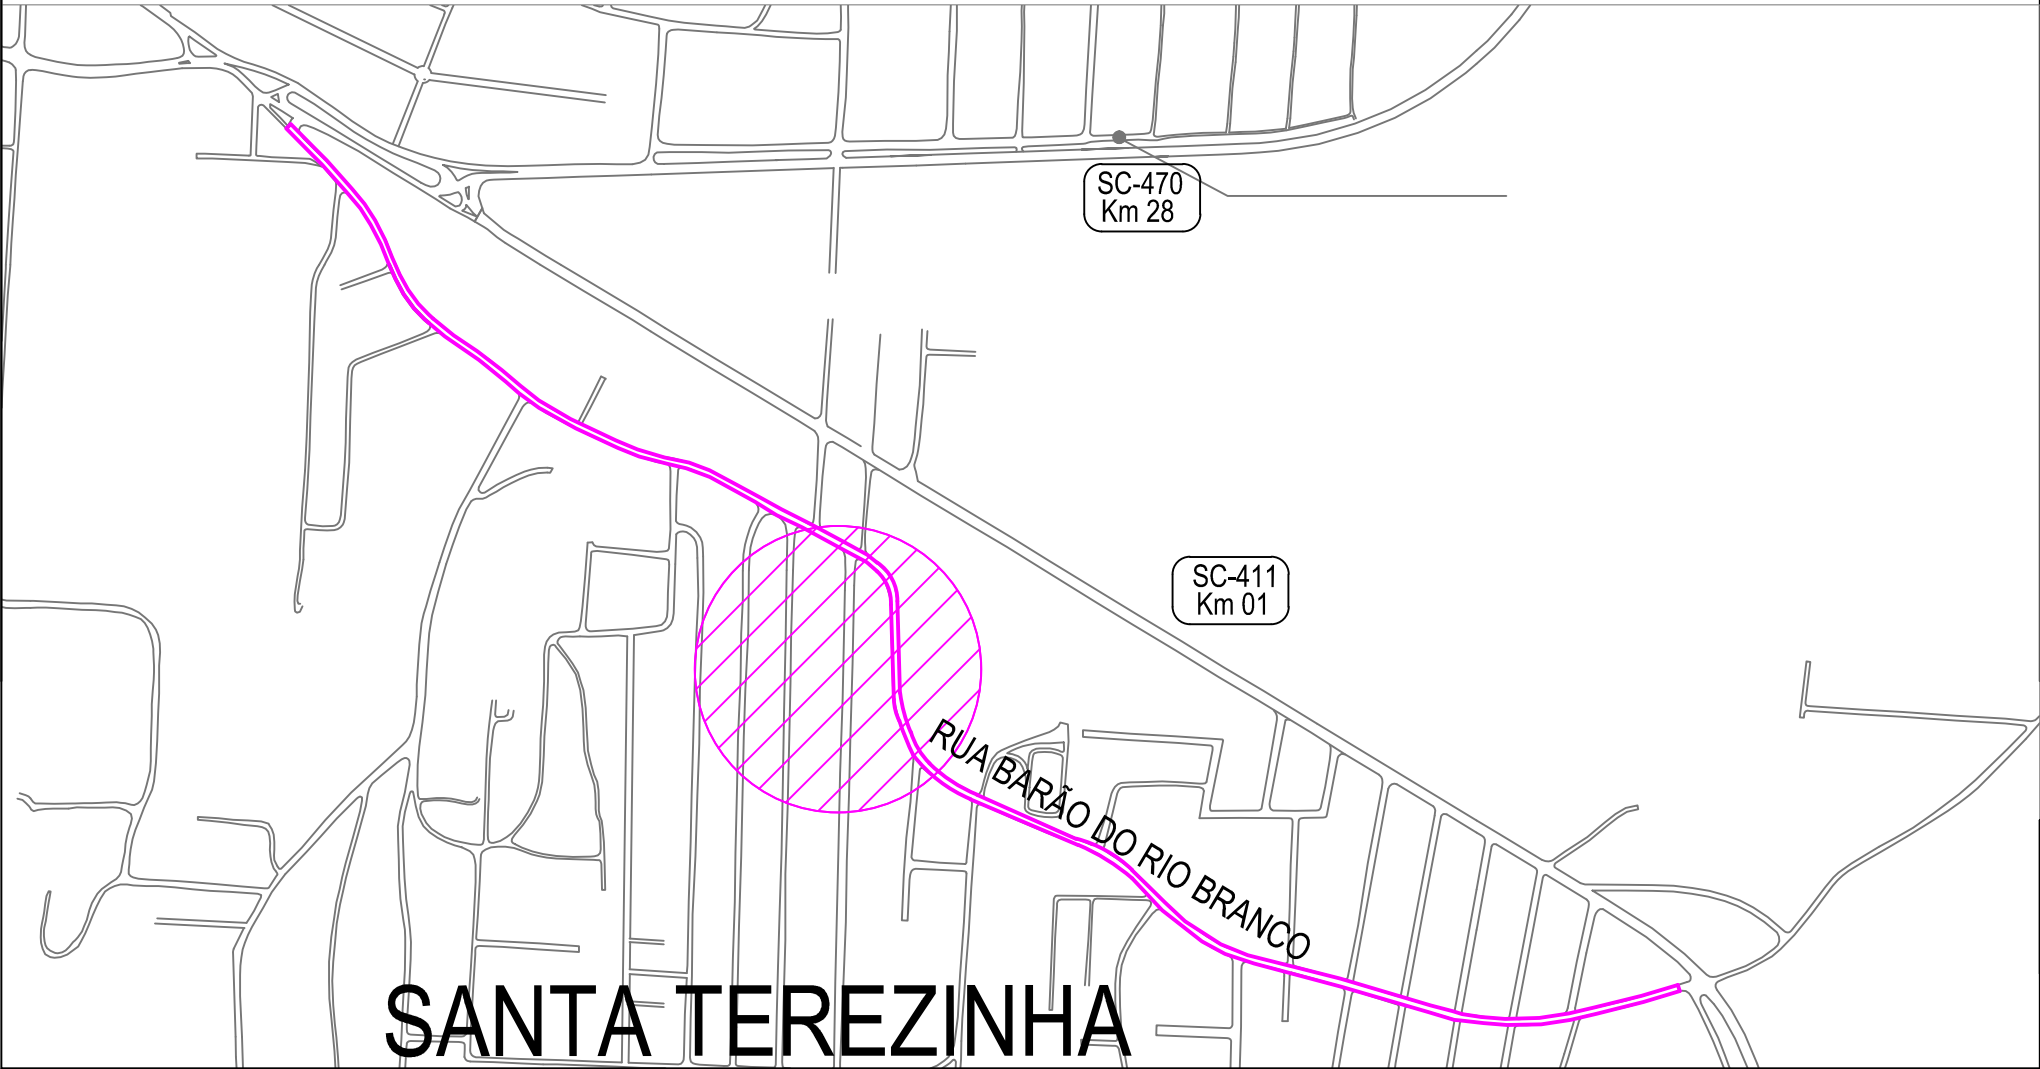 SC-470
Km 28
SC-411
Km 01
RUA BARÃO DO RIO BRANCO
SANTA TEREZINHA